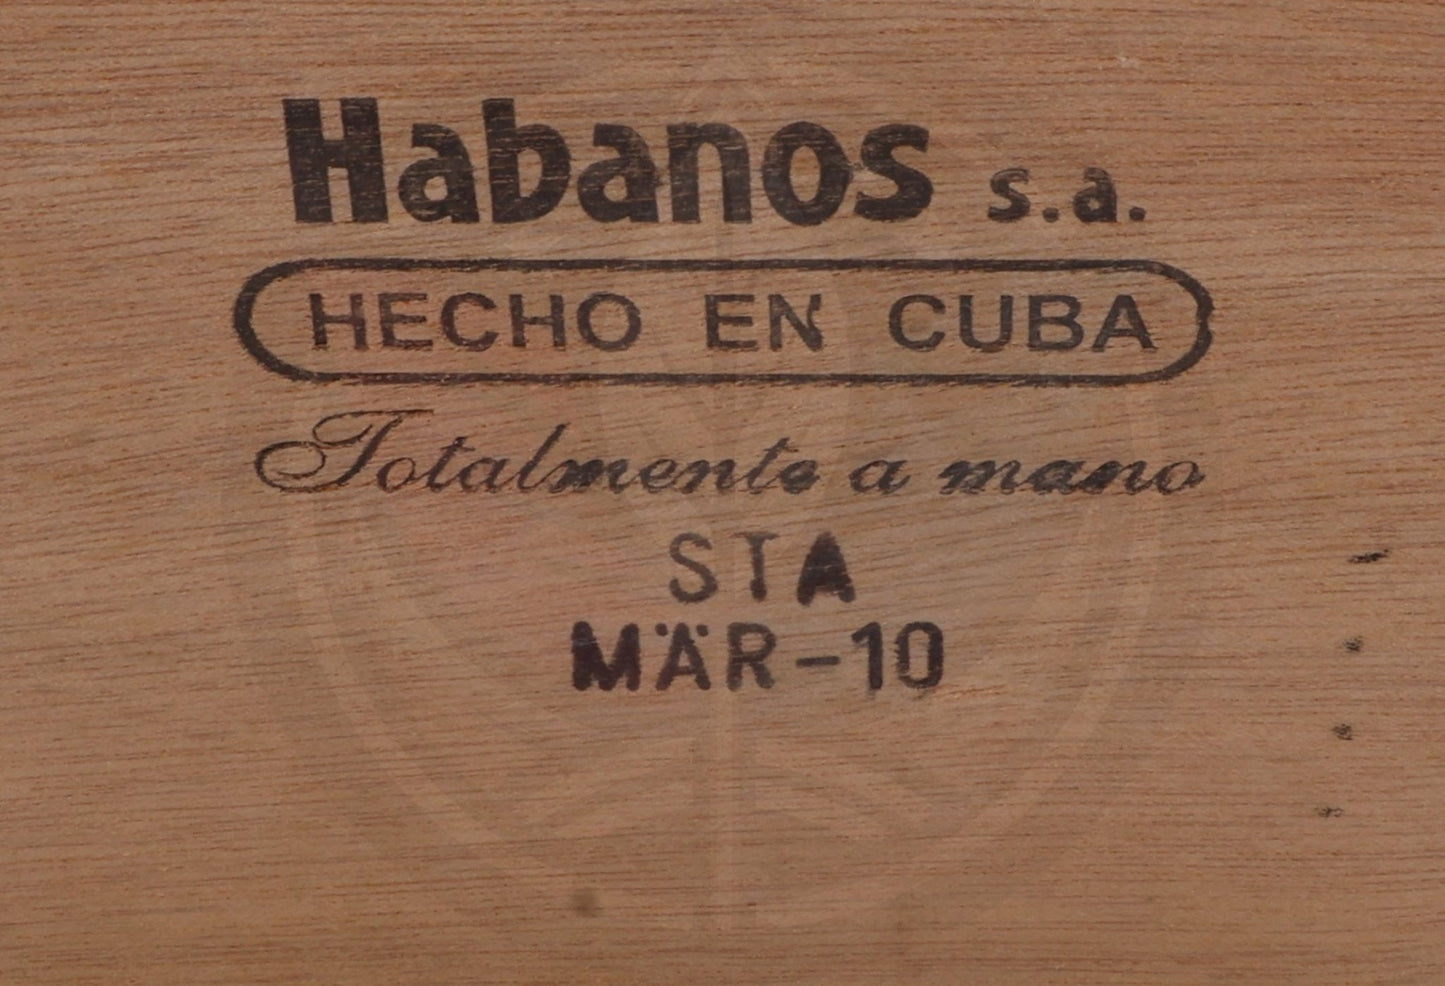 Habanos s.a.
HECHO EN CUBA
Totalmente a mano
STA
MÄR-10